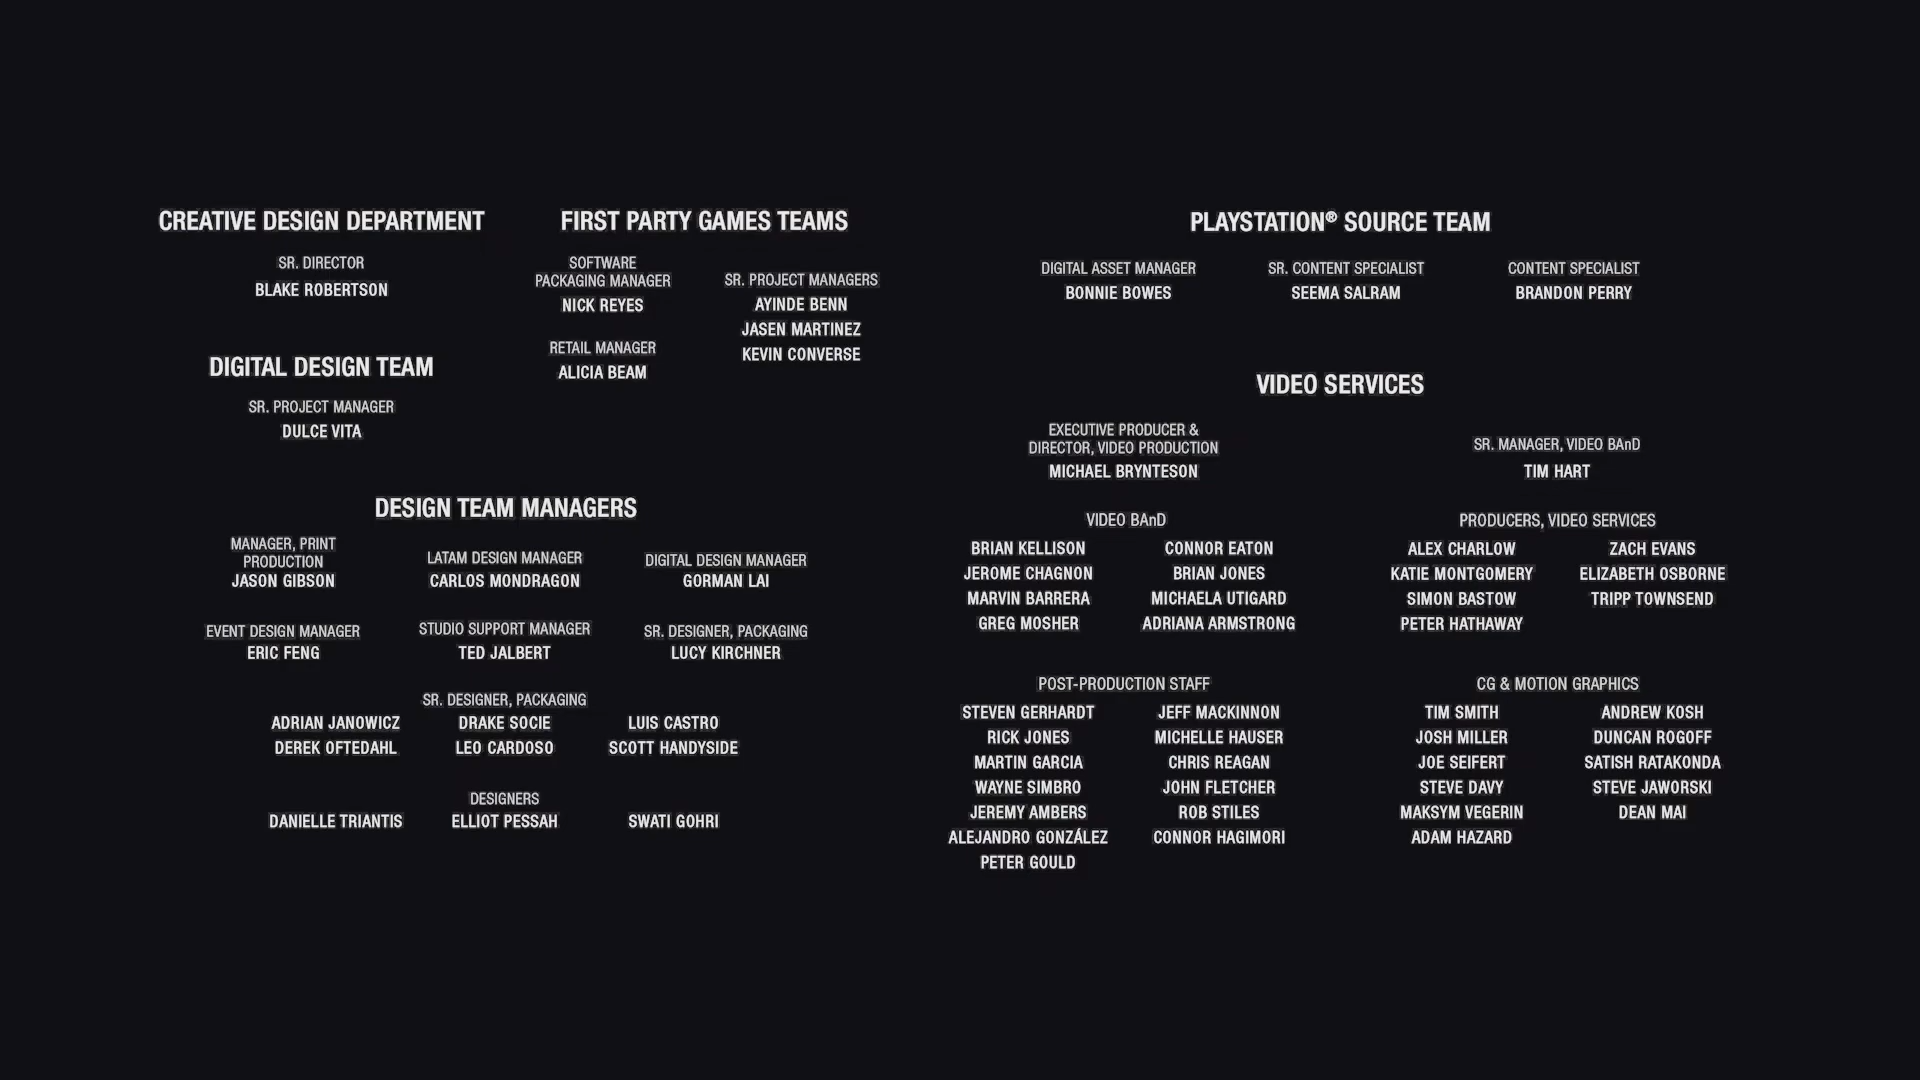 CREATIVE DESIGN DEPARTMENT
SR. DIRECTOR
BLAKE ROBERTSON
DIGITAL DESIGN TEAM
SR. PROJECT MANAGER
DULCE VITA
FIRST PARTY GAMES TEAMS
SOFTWARE
PACKAGING MANAGER
NICK REYES
RETAIL MANAGER
ALICIA BEAM
SR. PROJECT MANAGERS
AYINDE BENN
JASEN MARTINEZ
KEVIN CONVERSE
DESIGN TEAM MANAGERS
MANAGER, PRINT
PRODUCTION
JASON GIBSON
LATAM DESIGN MANAGER
CARLOS MONDRAGON
DIGITAL DESIGN MANAGER
GORMAN LAI
EVENT DESIGN MANAGER
ERIC FENG
STUDIO SUPPORT MANAGER
TED JALBERT
SR. DESIGNER, PACKAGING
LUCY KIRCHNER
SR. DESIGNER, PACKAGING
ADRIAN JANOWICZ DRAKE SOCIE LUIS CASTRO
DEREK OFTEDAHL LEO CARDOSO SCOTT HANDYSIDE
DESIGNERS
DANIELLE TRIANTIS ELLIOT PESSAH SWATI GOHRI
PLAYSTATION® SOURCE TEAM
DIGITAL ASSET MANAGER
BONNIE BOWES
SR. CONTENT SPECIALIST
SEEMA SALRAM
CONTENT SPECIALIST
BRANDON PERRY
VIDEO SERVICES
EXECUTIVE PRODUCER &
DIRECTOR, VIDEO PRODUCTION
MICHAEL BRYNTESON
SR. MANAGER, VIDEO BAnD
TIM HART
VIDEO BAnD
BRIAN KELLISON CONNOR EATON
JEROME CHAGNON BRIAN JONES
MARVIN BARRERA MICHAELA UTIGARD
GREG MOSHER ADRIANA ARMSTRONG
PRODUCERS, VIDEO SERVICES
ALEX CHARLOW ZACH EVANS
KATIE MONTGOMERY ELIZABETH OSBORNE
SIMON BASTOW TRIPP TOWNSEND
PETER HATHAWAY
POST-PRODUCTION STAFF
STEVEN GERHARDT JEFF MACKINNON
RICK JONES MICHELLE HAUSER
MARTIN GARCIA CHRIS REAGAN
WAYNE SIMBRO JOHN FLETCHER
JEREMY AMBERS ROB STILES
ALEJANDRO GONZÁLEZ CONNOR HAGIMORI
PETER GOULD
CG & MOTION GRAPHICS
TIM SMITH ANDREW KOSH
JOSH MILLER DUNCAN ROGOFF
JOE SEIFERT SATISH RATAKONDA
STEVE DAVY STEVE JAWORSKI
MAKSYM VEGERIN DEAN MAI
ADAM HAZARD